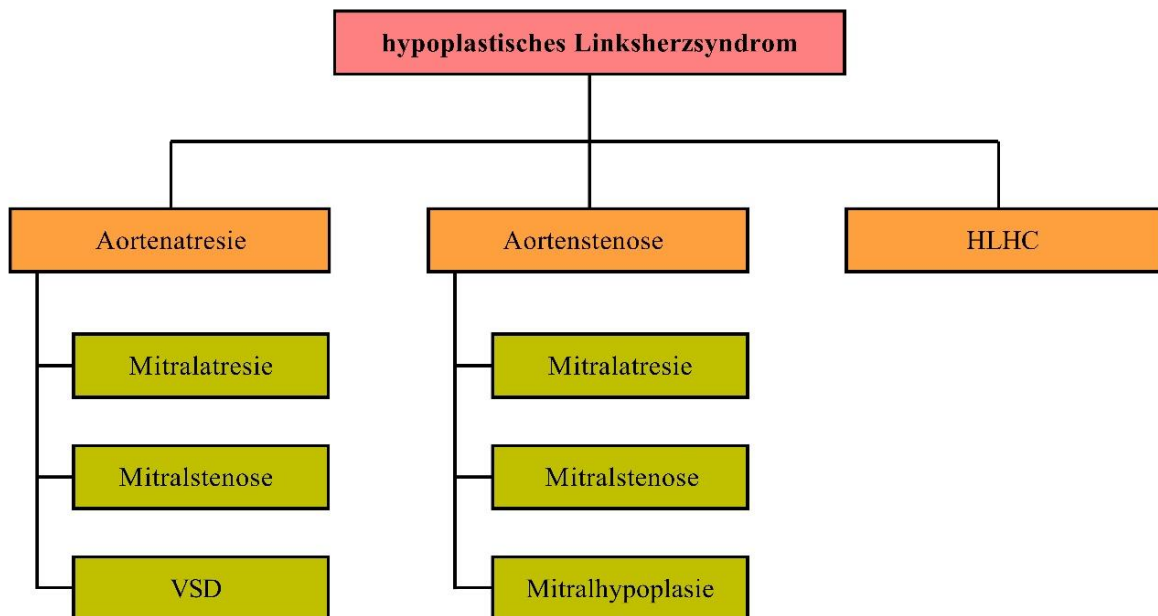 hypoplastisches Linksherzsyndrom
Aortenatresie
Mitralatresie
Mitralstenose
VSD
Aortenstenose
Mitralatresie
Mitralstenose
Mitralhypoplasie
HLHC